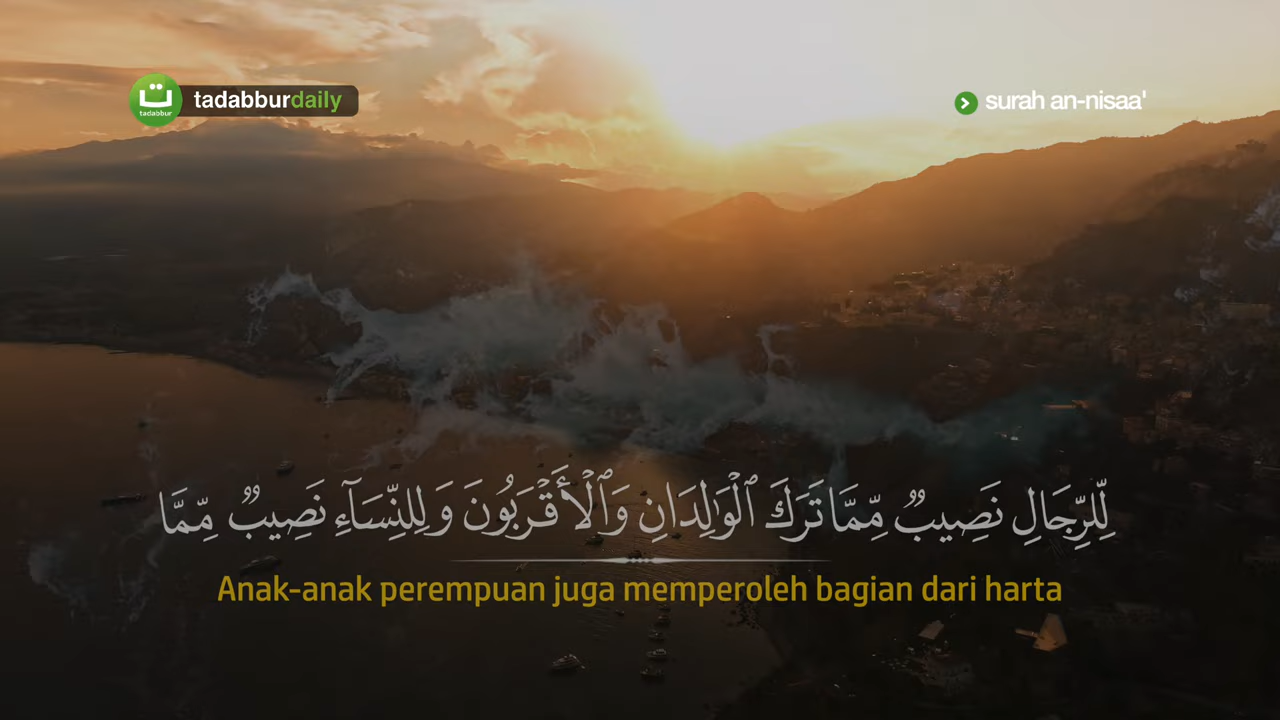 tadabbur
tadabburdaily
surah an-nisaa'
لِّلرِّجَالِ نَصِيبٌ مِّمَّا تَرَكَ ٱلْوَٰلِدَانِ وَٱلْأَقْرَبُونَ وَلِلنِّسَآءِ نَصِيبٌ مِّمَّا
Anak-anak perempuan juga memperoleh bagian dari harta